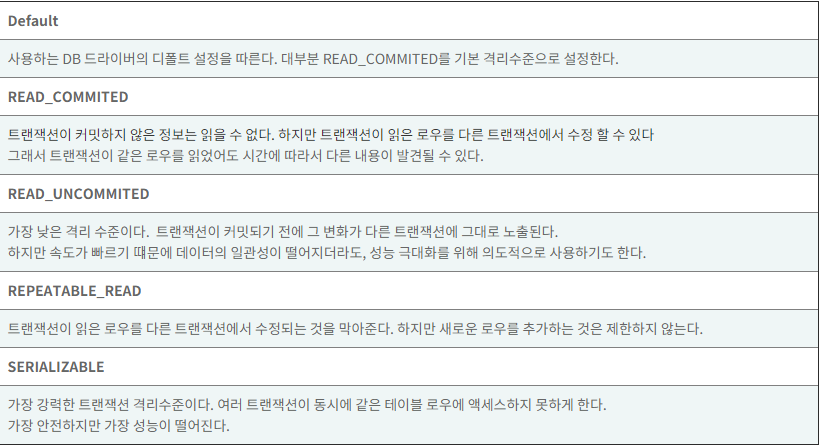 Default
사용하는 DB 드라이버의 디폴트 설정을 따른다. 대부분 READ_COMMITED를 기본 격리수준으로 설정한다.
READ_COMMITED
트랜잭션이 커밋하지 않은 정보는 읽을 수 없다. 하지만 트랜잭션이 읽은 로우를 다른 트랜잭션에서 수정 할 수 있다
그래서 트랜잭션이 같은 로우를 읽었어도 시간에 따라서 다른 내용이 발견될 수 있다.
READ_UNCOMMITED
가장 낮은 격리 수준이다. 트랜잭션이 커밋되기 전에 그 변화가 다른 트랜잭션에 그대로 노출된다.
하지만 속도가 빠르기 떄문에 데이터의 일관성이 떨어지더라도, 성능 극대화를 위해 의도적으로 사용하기도 한다.
REPEATABLE_READ
트랜잭션이 읽은 로우를 다른 트랜잭션에서 수정되는 것을 막아준다. 하지만 새로운 로우를 추가하는 것은 제한하지 않는다.
SERIALIZABLE
가장 강력한 트랜잭션 격리수준이다. 여러 트랜잭션이 동시에 같은 테이블 로우에 액세스하지 못하게 한다.
가장 안전하지만 가장 성능이 떨어진다.